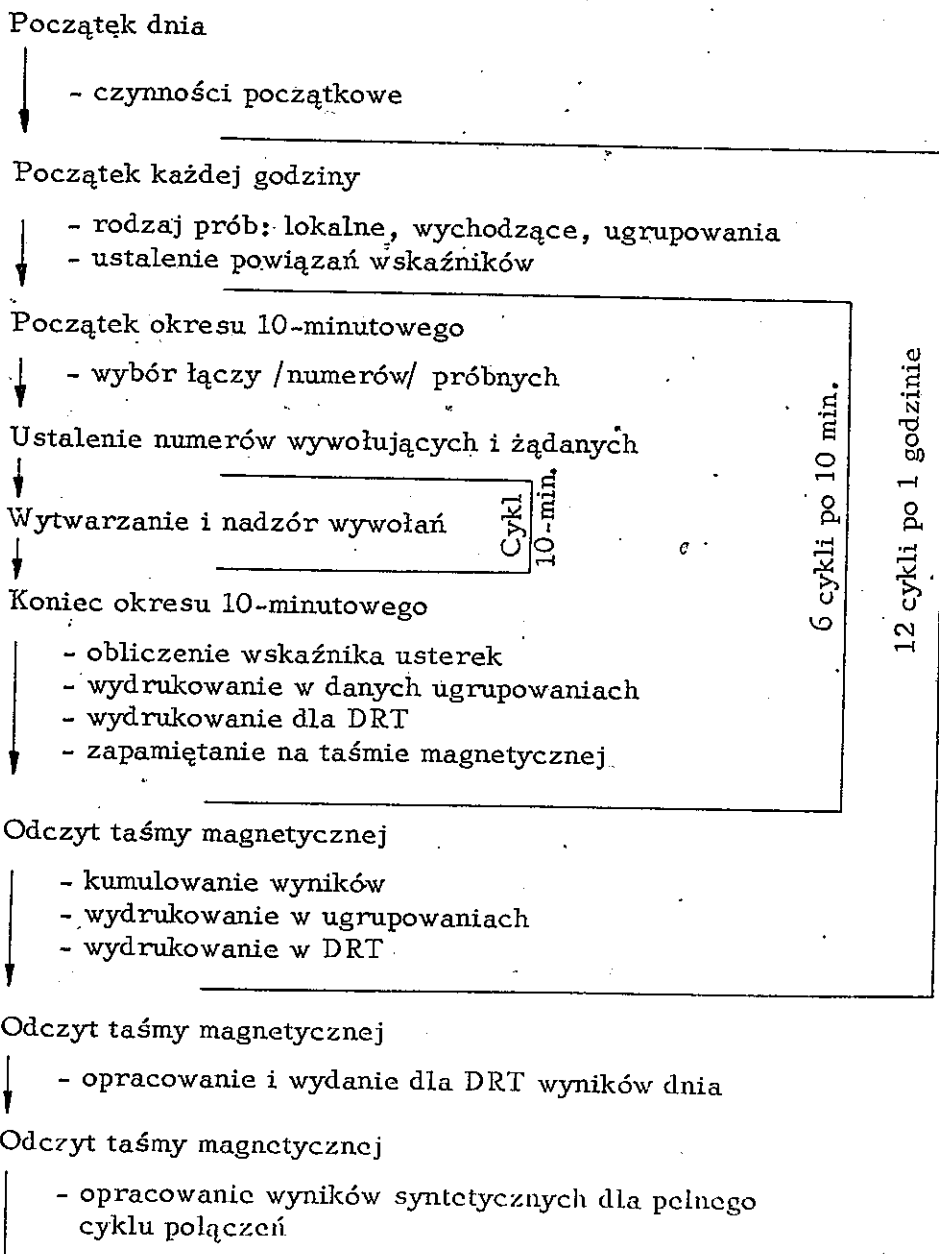 Początek dnia
- czynności początkowe
Początek każdej godziny
- rodzaj prób: lokalne, wychodzące, ugrupowania
- ustalenie powiązań wskaźników
Początek okresu 10-minutowego
- wybór łączy /numerów/ próbnych
Ustalenie numerów wywołujących i żądanych
Wytwarzanie i nadzór wywołań
Cykl
10-min.
Koniec okresu 10-minutowego
- obliczenie wskaźnika usterek
- wydrukowanie w danych ugrupowaniach
- wydrukowanie dla DRT
- zapamiętanie na taśmie magnetycznej
6 cykli po 10 min.
12 cykli po 1 godzinie
Odczyt taśmy magnetycznej
- kumulowanie wyników
- wydrukowanie w ugrupowaniach
- wydrukowanie w DRT
Odczyt taśmy magnetycznej
- opracowanie i wydanie dla DRT wyników dnia
Odczyt taśmy magnetycznej
- opracowanie wyników syntetycznych dla pełnego
cyklu połączeń